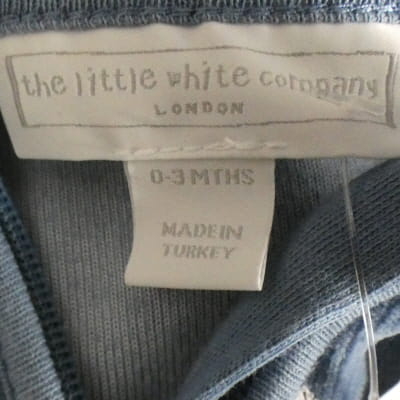 the little white company
LONDON
0-3 MTHS
MADE IN
TURKEY